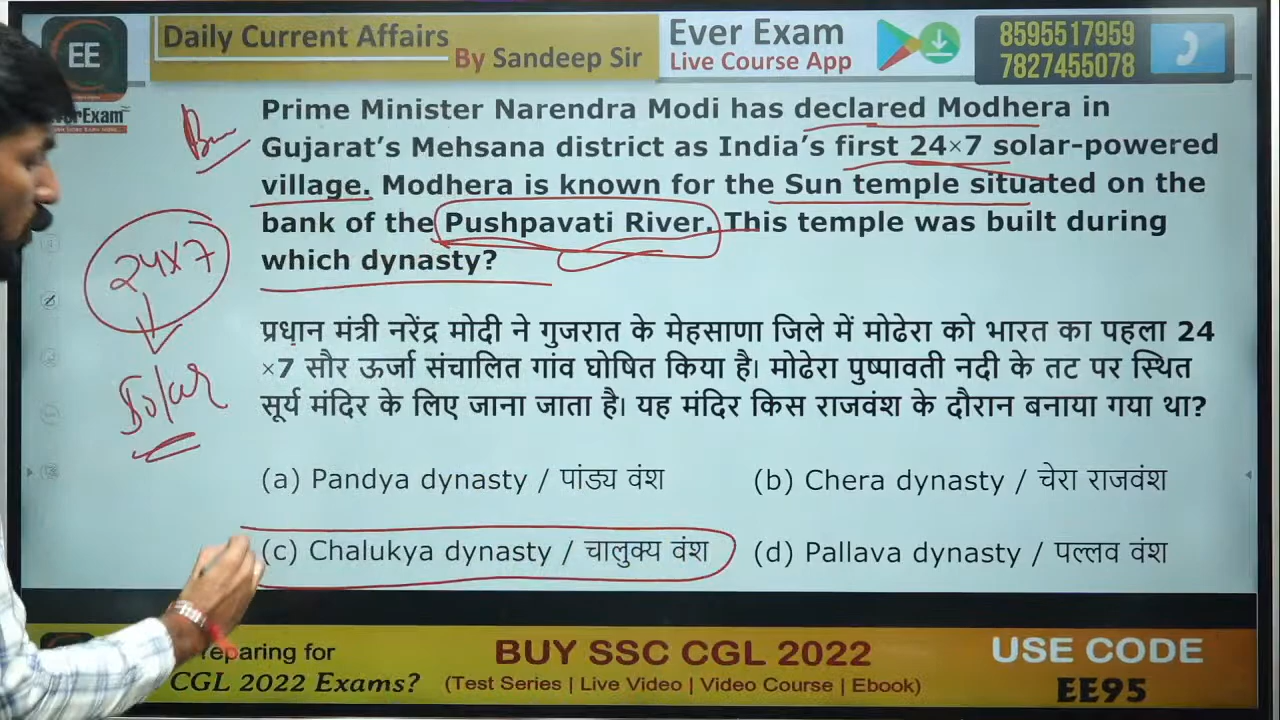 EE
EverExam
Daily Current Affairs
By Sandeep Sir
Ever Exam
Live Course App
8595517959
7827455078
Prime Minister Narendra Modi has declared Modhera in
Gujarat's Mehsana district as India's first 24×7 solar-powered
village. Modhera is known for the Sun temple situated on the
bank of the Pushpavati River. This temple was built during
which dynasty?
24x7
Solar
प्रधान मंत्री नरेंद्र मोदी ने गुजरात के मेहसाणा जिले में मोढेरा को भारत का पहला 24
×7 सौर ऊर्जा संचालित गांव घोषित किया है। मोढेरा पुष्पावती नदी के तट पर स्थित
सूर्य मंदिर के लिए जाना जाता है। यह मंदिर किस राजवंश के दौरान बनाया गया था?
(a) Pandya dynasty / पांड्य वंश
(b) Chera dynasty / चेरा राजवंश
(c) Chalukya dynasty / चालुक्य वंश
(d) Pallava dynasty / पल्लव वंश
reparing for
CGL 2022 Exams?
BUY SSC CGL 2022
(Test Series | Live Video | Video Course | Ebook)
USE CODE
EE95